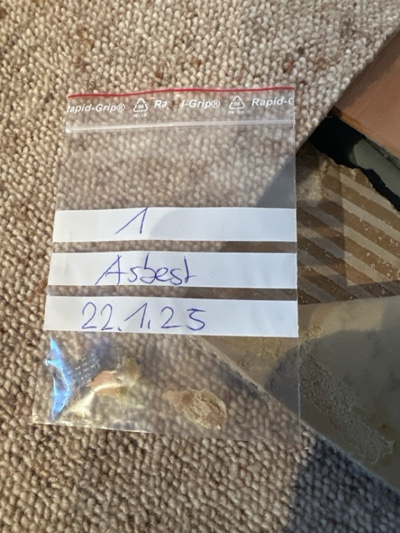 Rapid-Grip® Ra l-Grip® Rapid-G
1
Asbest
22.1.25